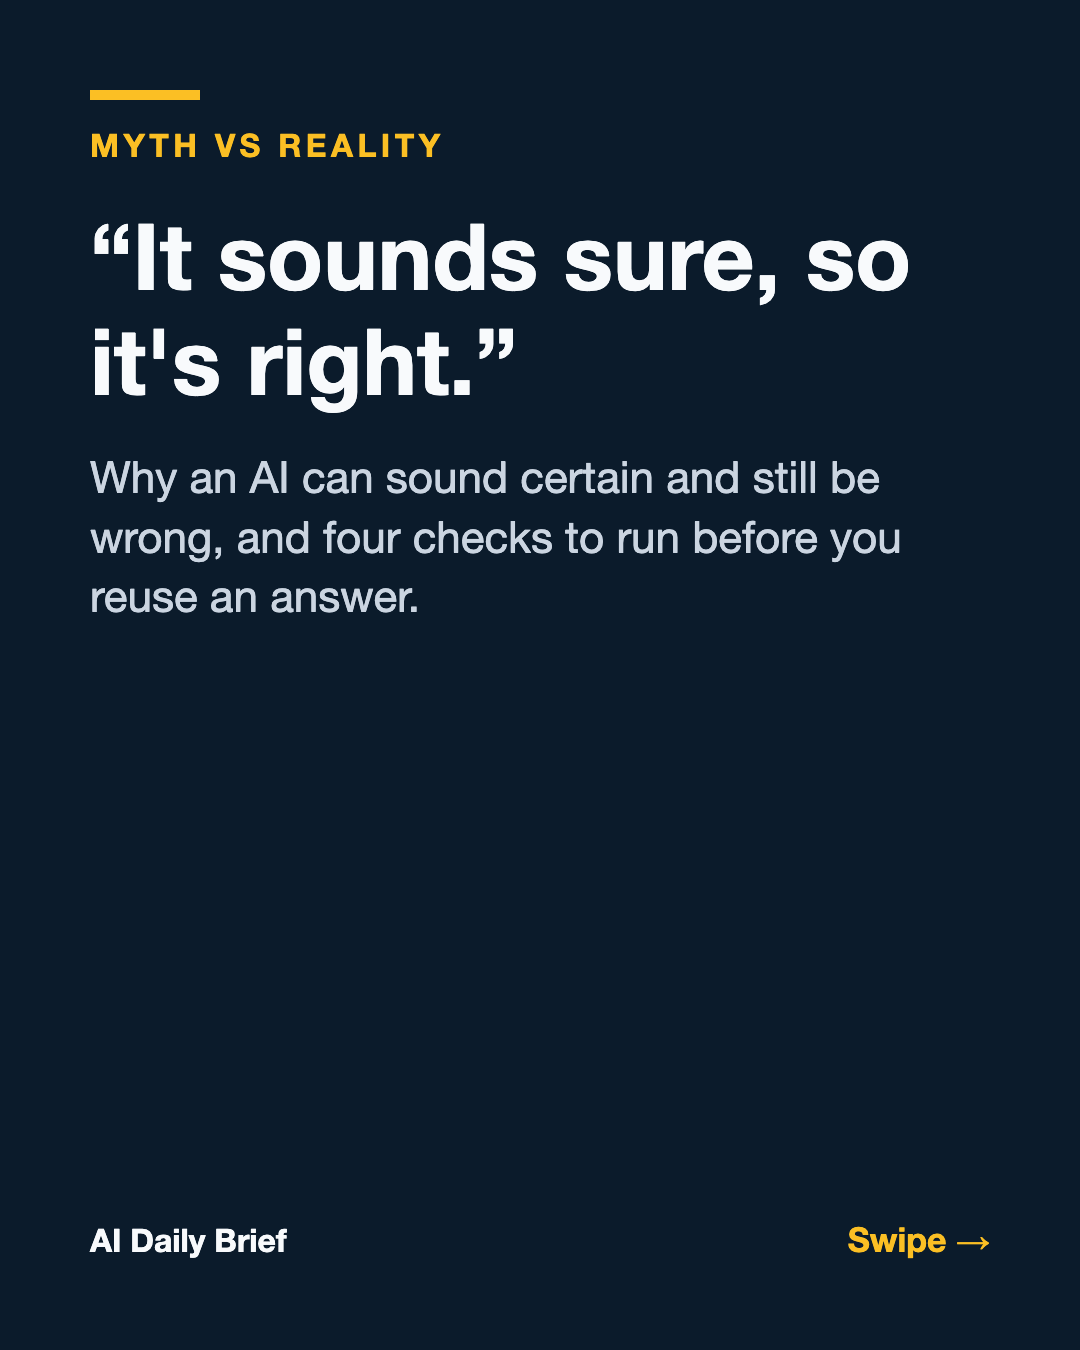 MYTH VS REALITY
“It sounds sure, so
it's right.”
Why an AI can sound certain and still be
wrong, and four checks to run before you
reuse an answer.
AI Daily Brief
Swipe →